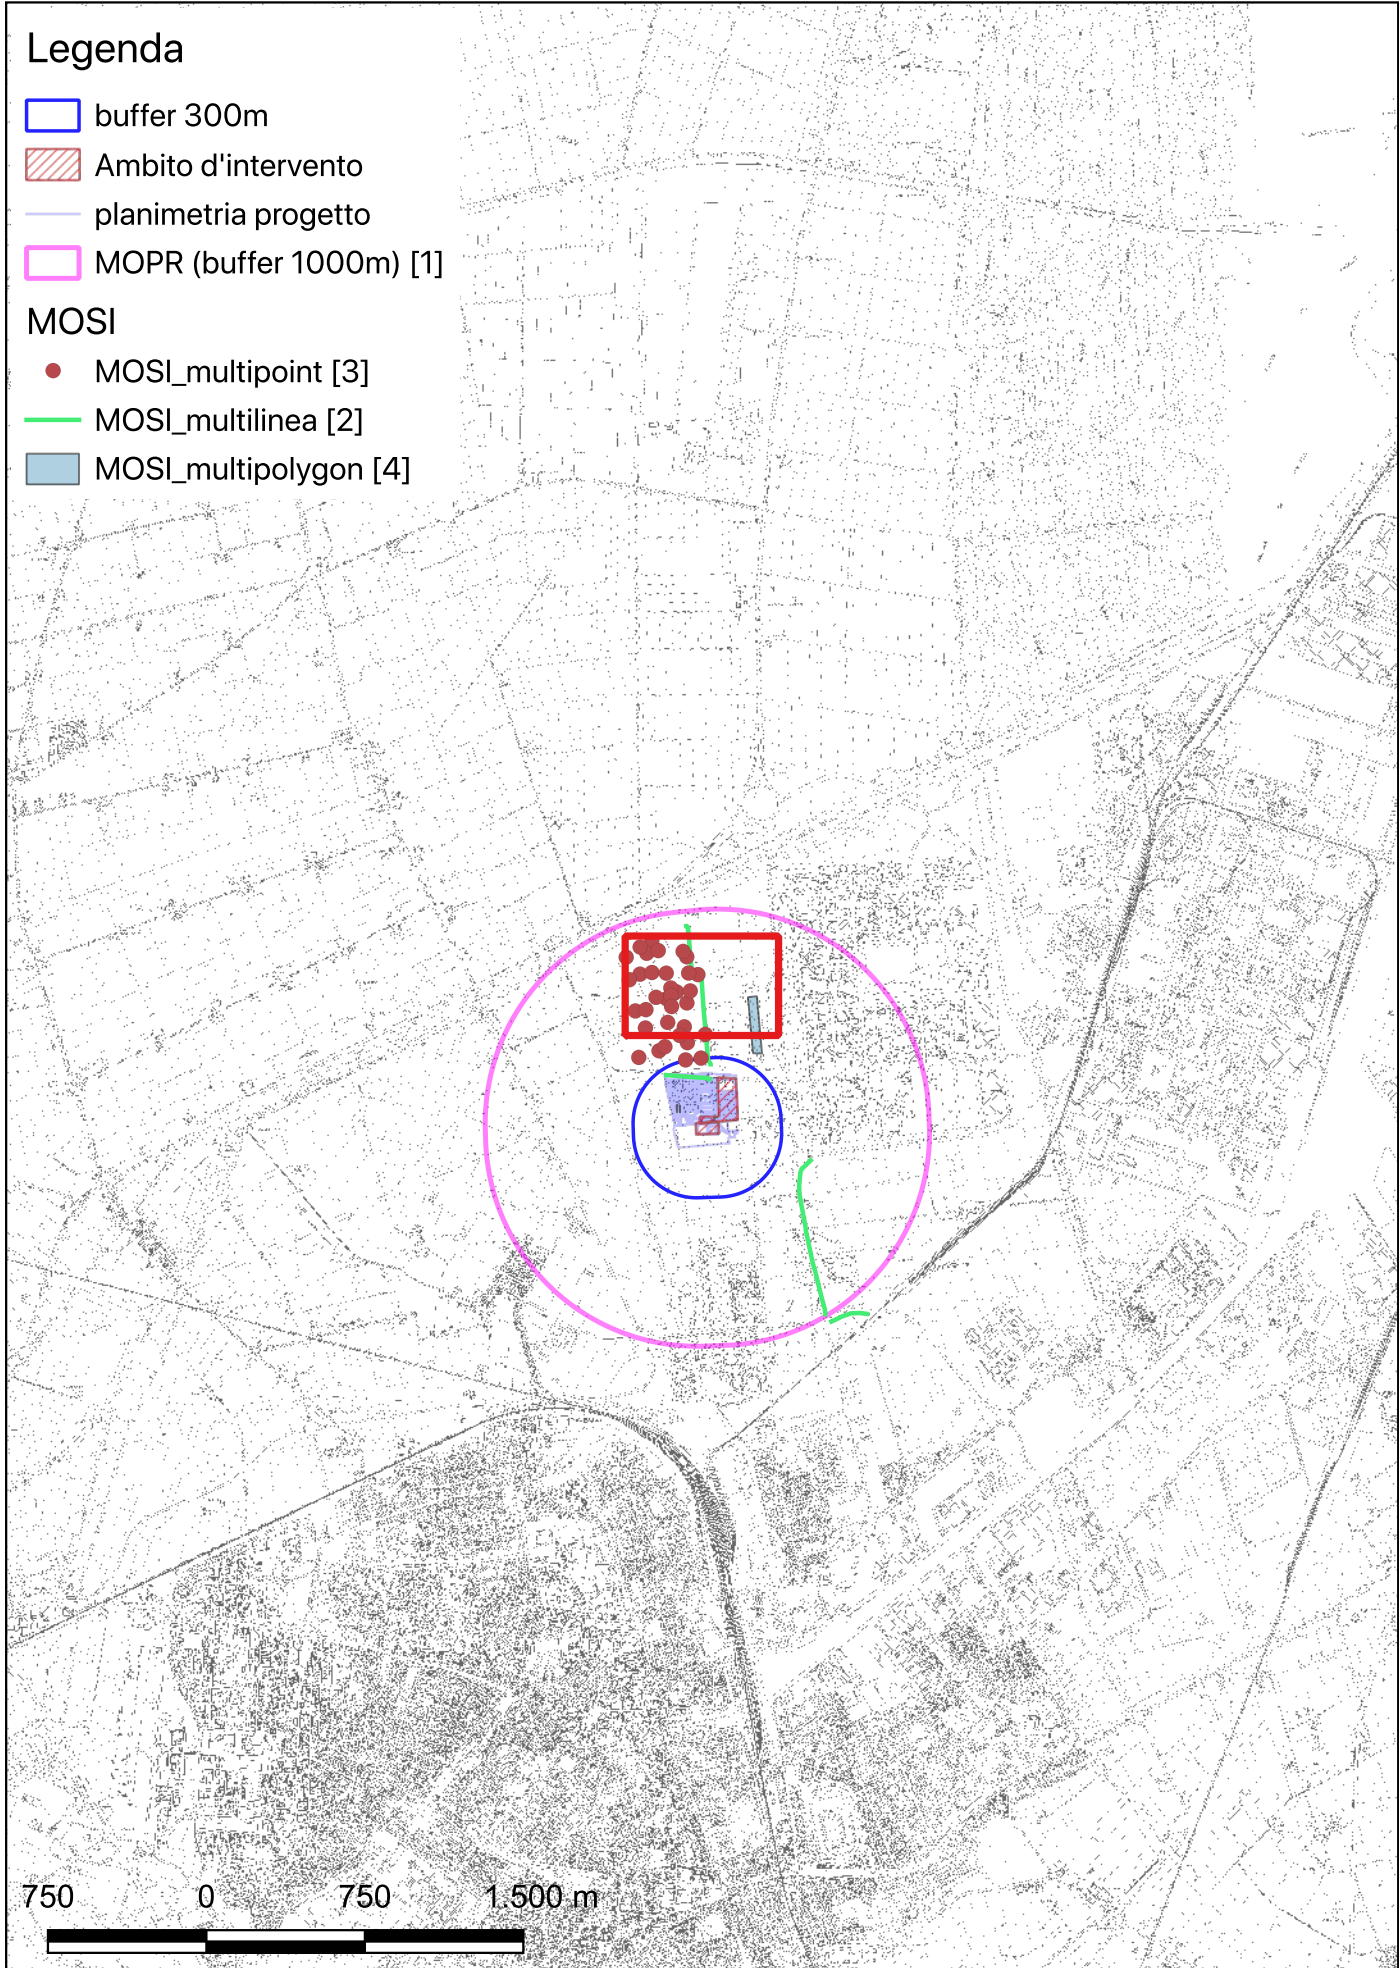 Legenda
buffer 300m
Ambito d'intervento
planimetria progetto
MOPR (buffer 1000m) [1]
MOSI
MOSI_multipoint [3]
MOSI_multilinea [2]
MOSI_multipolygon [4]
750 0 750 1.500 m